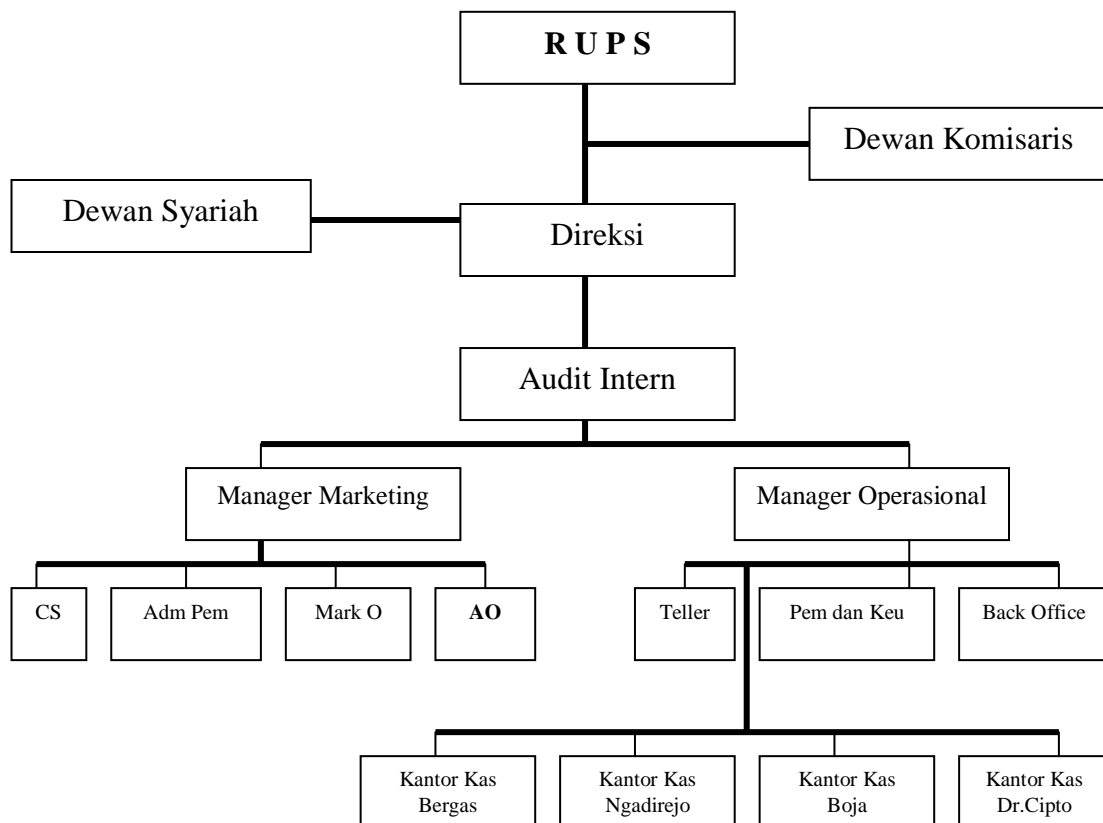 R U P S
Dewan Komisaris
Dewan Syariah
Direksi
Audit Intern
Manager Marketing
Manager Operasional
CS
Adm Pem
Mark O
AO
Teller
Pem dan Keu
Back Office
Kantor Kas
Bergas
Kantor Kas
Ngadirejo
Kantor Kas
Boja
Kantor Kas
Dr.Cipto